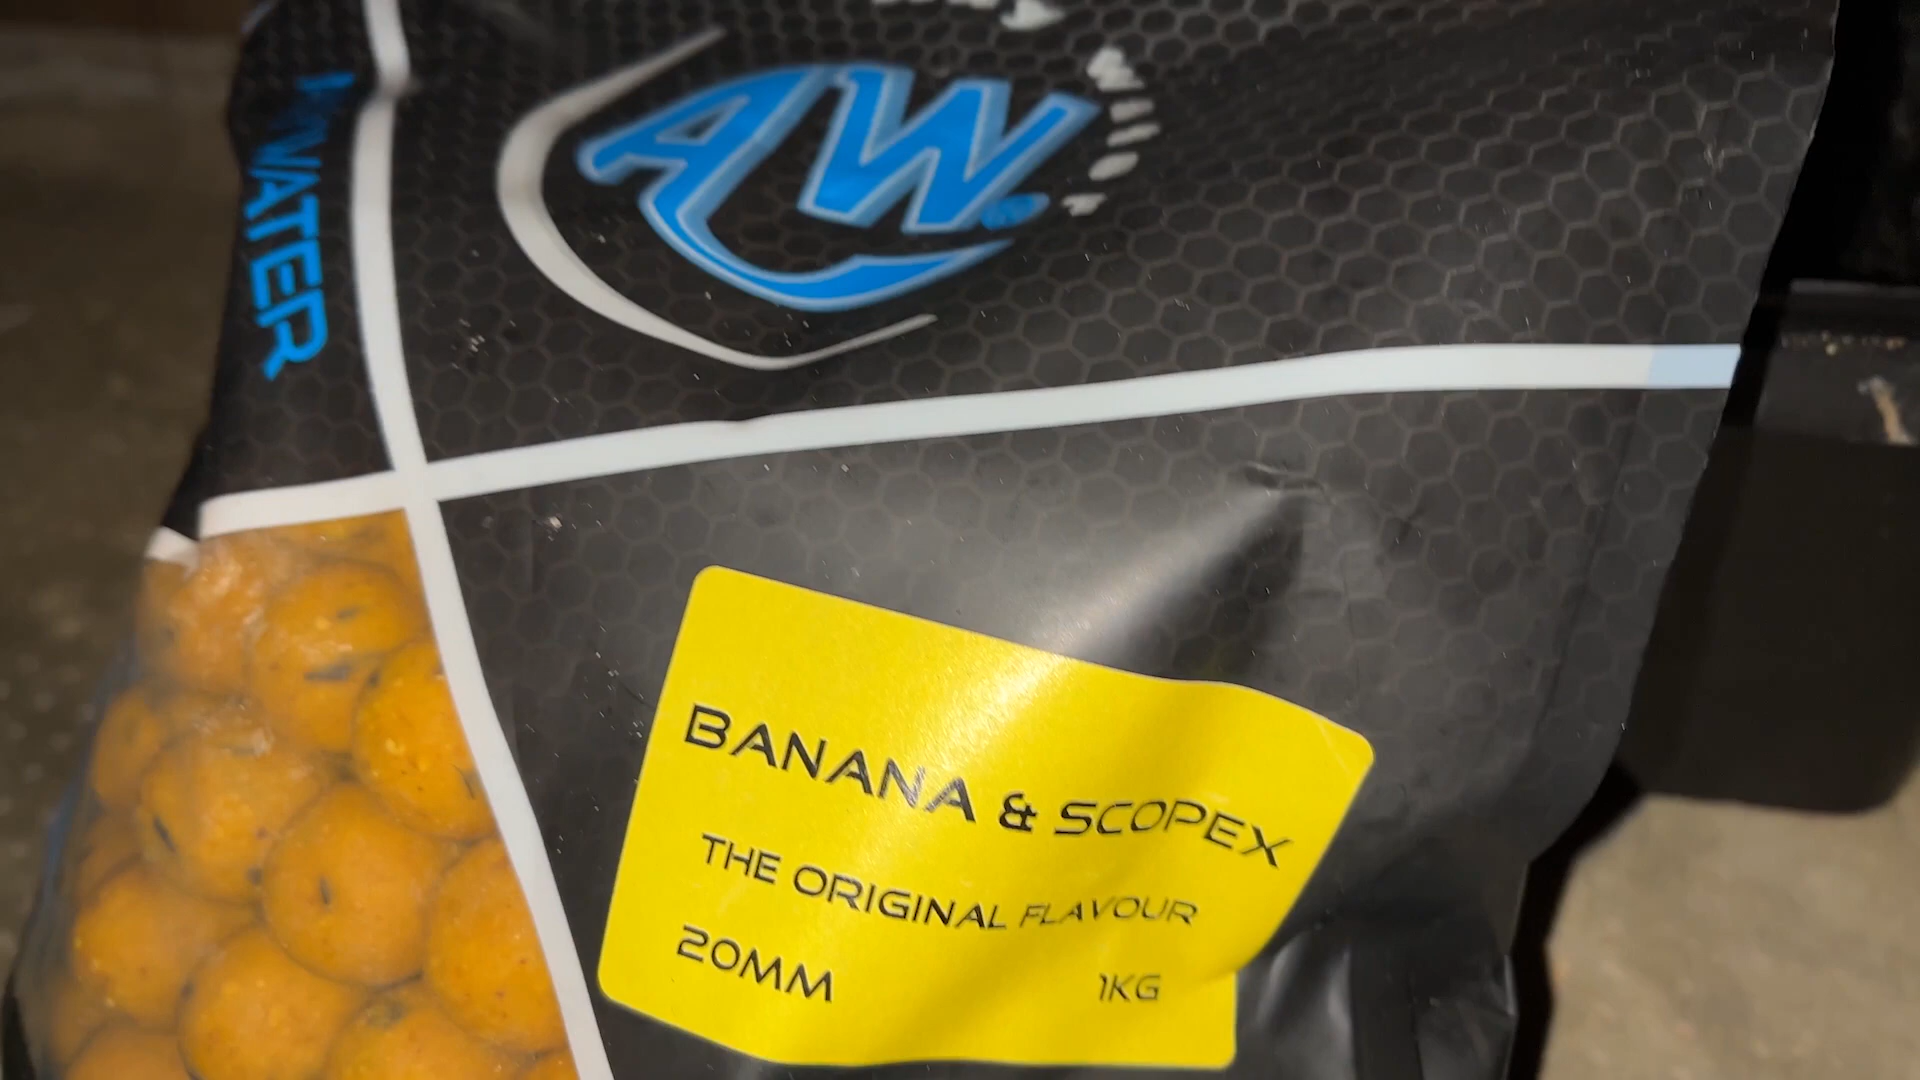 AW
WATER
BANANA & SCOPEX
THE ORIGINAL FLAVOUR
20MM 1KG